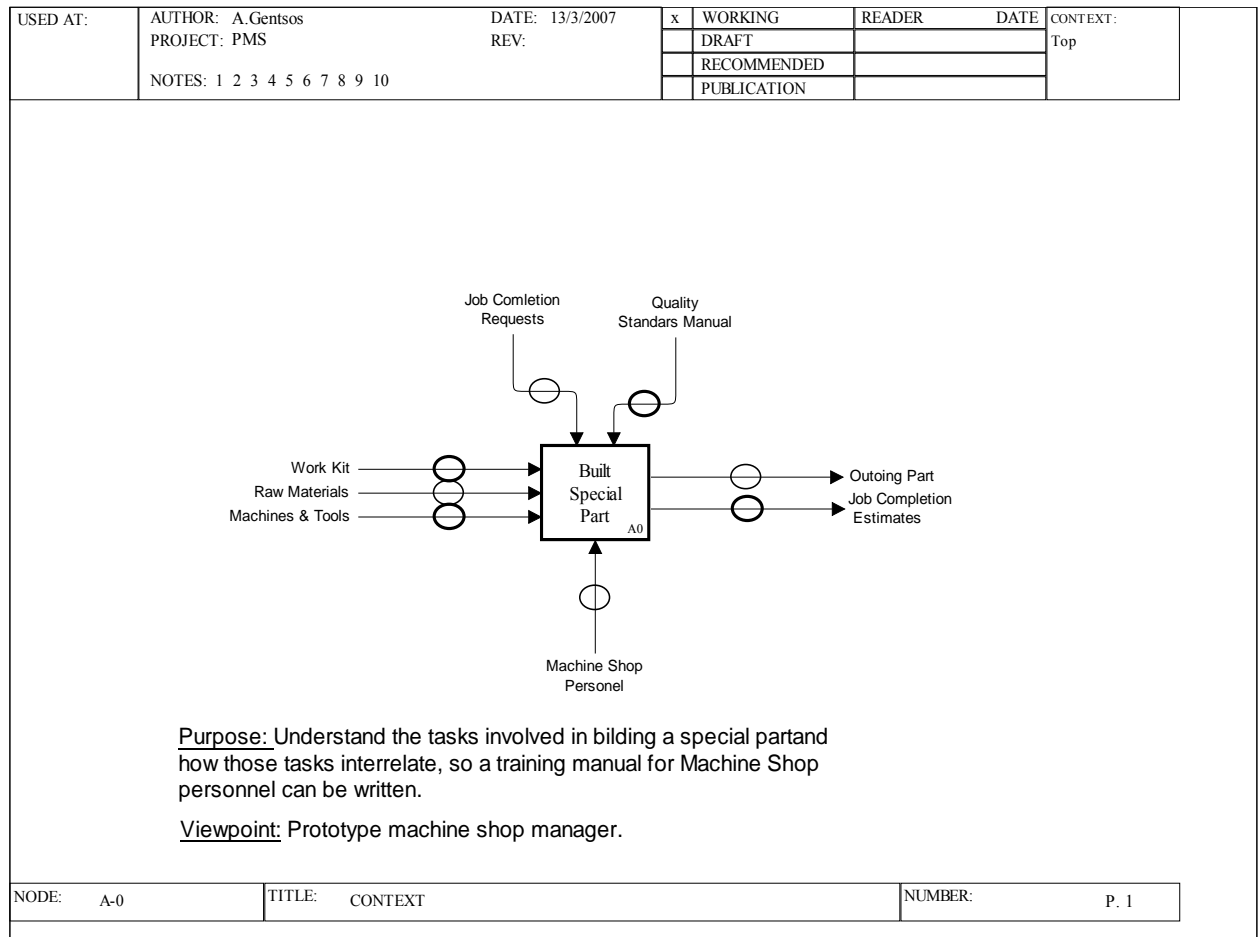 USED AT:
AUTHOR: A.Gentsos
DATE: 13/3/2007
x WORKING
READER DATE
CONTEXT:
PROJECT: PMS
REV:
DRAFT
Top
RECOMMENDED
NOTES: 1 2 3 4 5 6 7 8 9 10
PUBLICATION
Job Comletion
Requests
Quality
Standars Manual
Work Kit
Raw Materials
Machines & Tools
Built
Special
Part
A0
Outoing Part
Job Completion
Estimates
Machine Shop
Personel
Purpose: Understand the tasks involved in bilding a special partand
how those tasks interrelate, so a training manual for Machine Shop
personnel can be written.
Viewpoint: Prototype machine shop manager.
NODE: A-0
TITLE: CONTEXT
NUMBER: P. 1